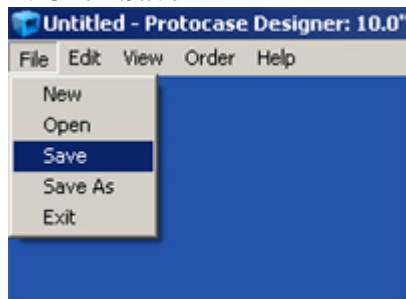 Untitled - Protocase Designer: 10.0"
File Edit View Order Help
New
Open
Save
Save As
Exit